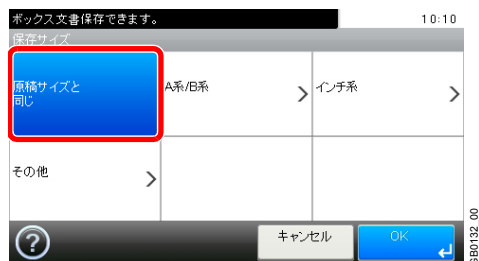 ボックス文書保存できます。 10:10
保存サイズ
原稿サイズと
同じ
A系/B系
インチ系
その他
?
キャンセル
OK
GB0132_00